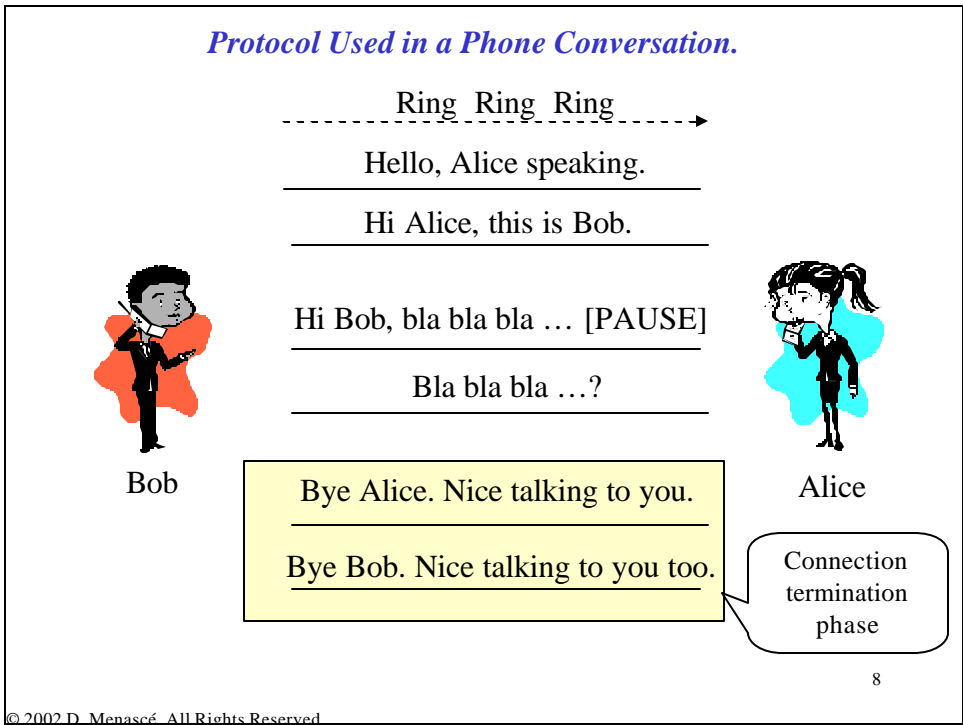 Protocol Used in a Phone Conversation.
Ring Ring Ring
Hello, Alice speaking.
Hi Alice, this is Bob.
Hi Bob, bla bla bla … [PAUSE]
Bla bla bla …?
Bob
Alice
Bye Alice. Nice talking to you.
Bye Bob. Nice talking to you too.
Connection
termination
phase
8
© 2002 D. Menascé. All Rights Reserved